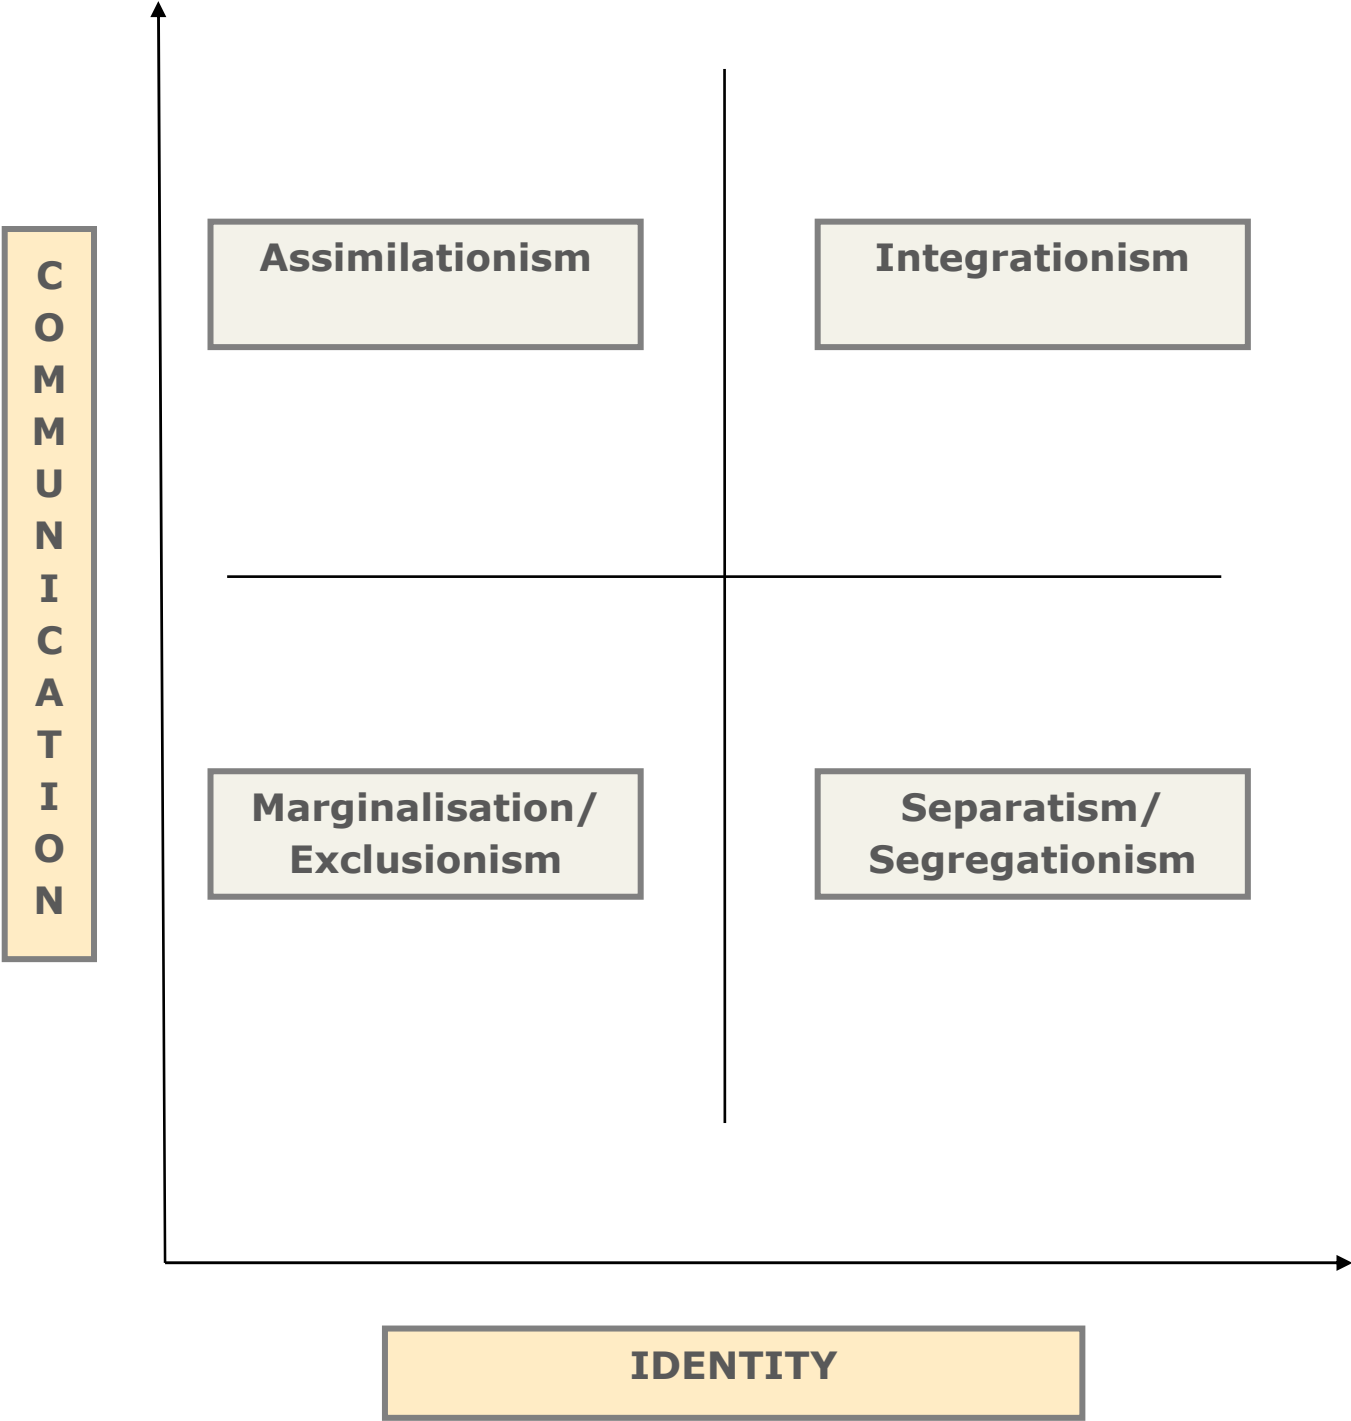 Assimilationism
Integrationism
COMMUNICATION
Marginalisation/
Exclusionism
Separatism/
Segregationism
IDENTITY